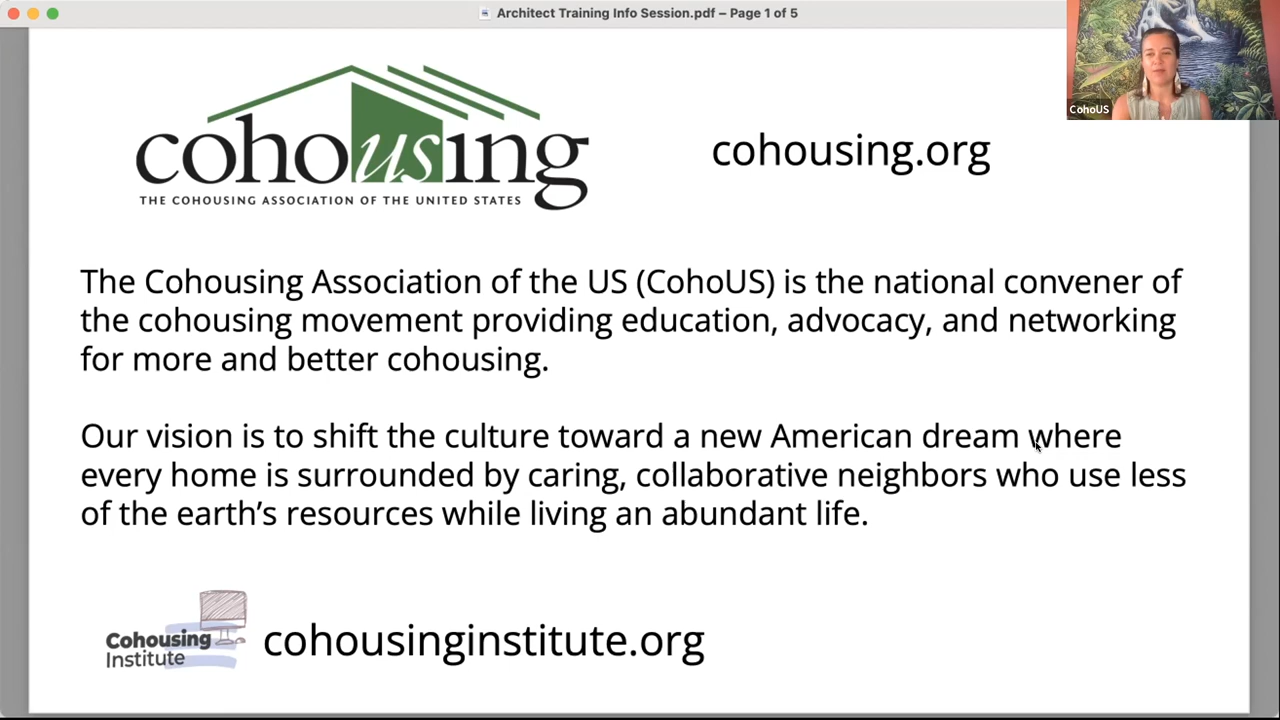 Architect Training Info Session.pdf – Page 1 of 5
CohoUS
cohousing
THE COHOUSING ASSOCIATION OF THE UNITED STATES
cohousing.org
The Cohousing Association of the US (CohoUS) is the national convener of
the cohousing movement providing education, advocacy, and networking
for more and better cohousing.
Our vision is to shift the culture toward a new American dream where
every home is surrounded by caring, collaborative neighbors who use less
of the earth’s resources while living an abundant life.
Cohousing
Institute
cohousinginstitute.org